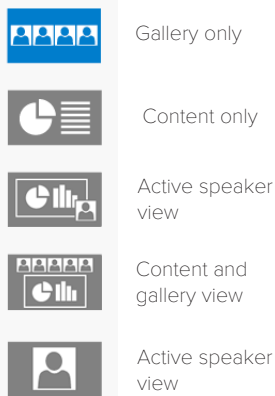 Gallery only
Content only
Active speaker
view
Content and
gallery view
Active speaker
view